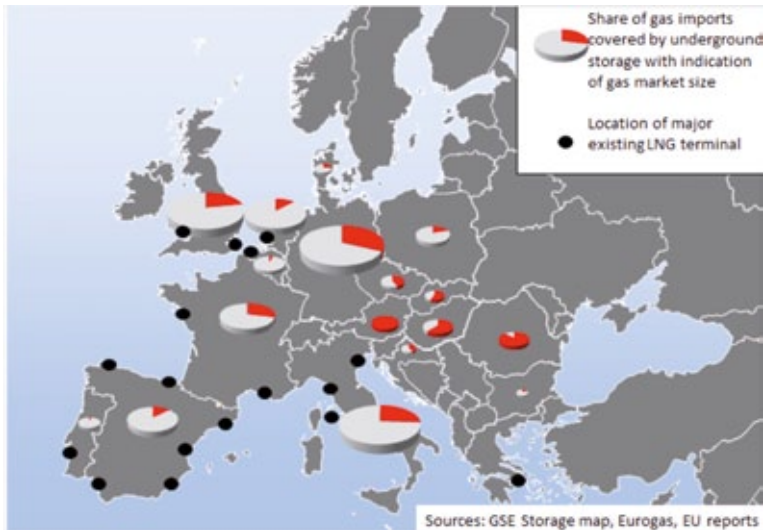 Share of gas imports
covered by underground
storage with indication
of gas market size
Location of major
existing LNG terminal
Sources: GSE Storage map, Eurogas, EU reports